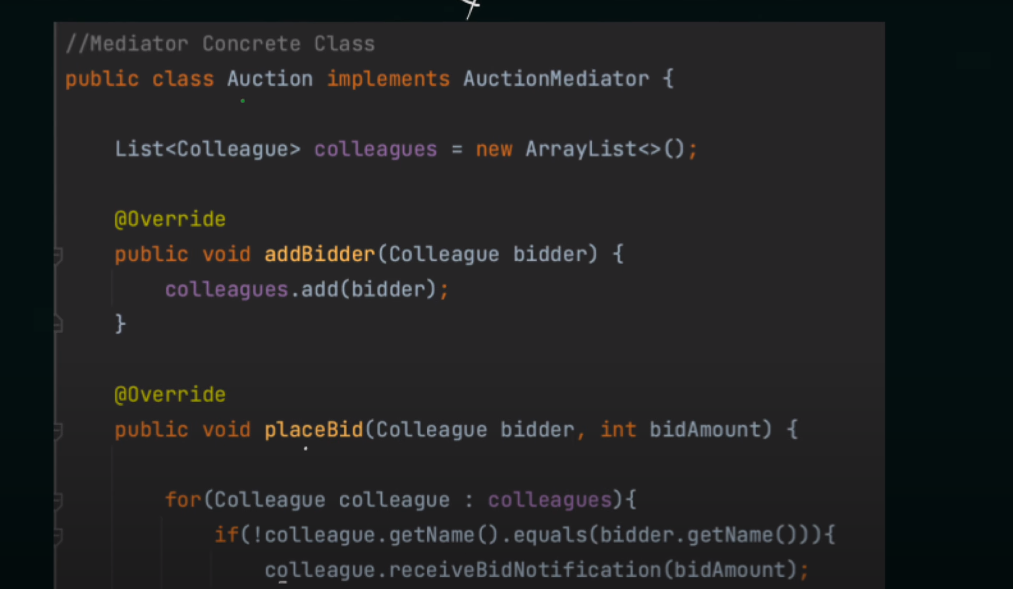 //Mediator Concrete Class
public class Auction implements AuctionMediator {
List<Colleague> colleagues = new ArrayList<>();
@Override
public void addBidder(Colleague bidder) {
colleagues.add(bidder);
}
@Override
public void placeBid(Colleague bidder, int bidAmount) {
for(Colleague colleague : colleagues){
if(!colleague.getName().equals(bidder.getName())){
colleague.receiveBidNotification(bidAmount);